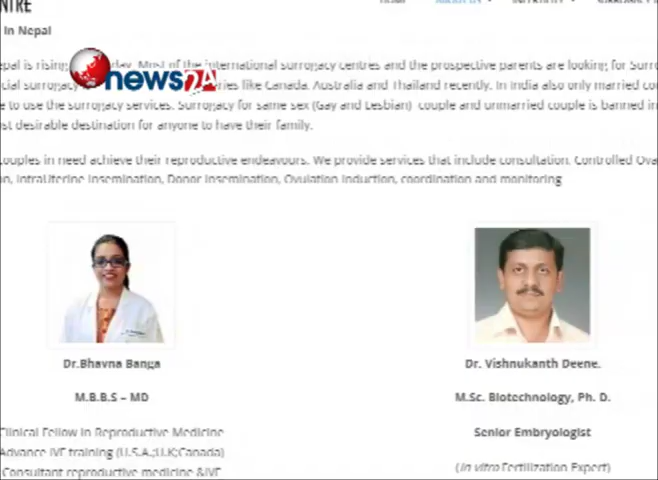 NTRE
in Nepal
epal is rising day. Most of the international surrogacy centres and the prospective parents are looking for Surro
cial surrogacy ries like Canada, Australia and Thailand recently. In India also only married co
e to use the surrogacy services. Surrogacy for same sex (Gay and Lesbian) couple and unmarried couple is banned in
st desirable destination for anyone to have their family.
couples in need achieve their reproductive endeavours. We provide services that include consultation, Controlled Ova
n, IntraUterine Insemination, Donor Insemination, Ovulation Induction, coordination and monitoring
news24
Dr.Bhavna Banga
M.B.B.S – MD
Clinical Fellow in Reproductive Medicine
Advance IVF training (U.S.A.;U.K;Canada)
Consultant reproductive medicine &IVF
Dr. Vishnukanth Deene.
M.Sc. Biotechnology, Ph. D.
Senior Embryologist
(In vitro Fertilization Expert)